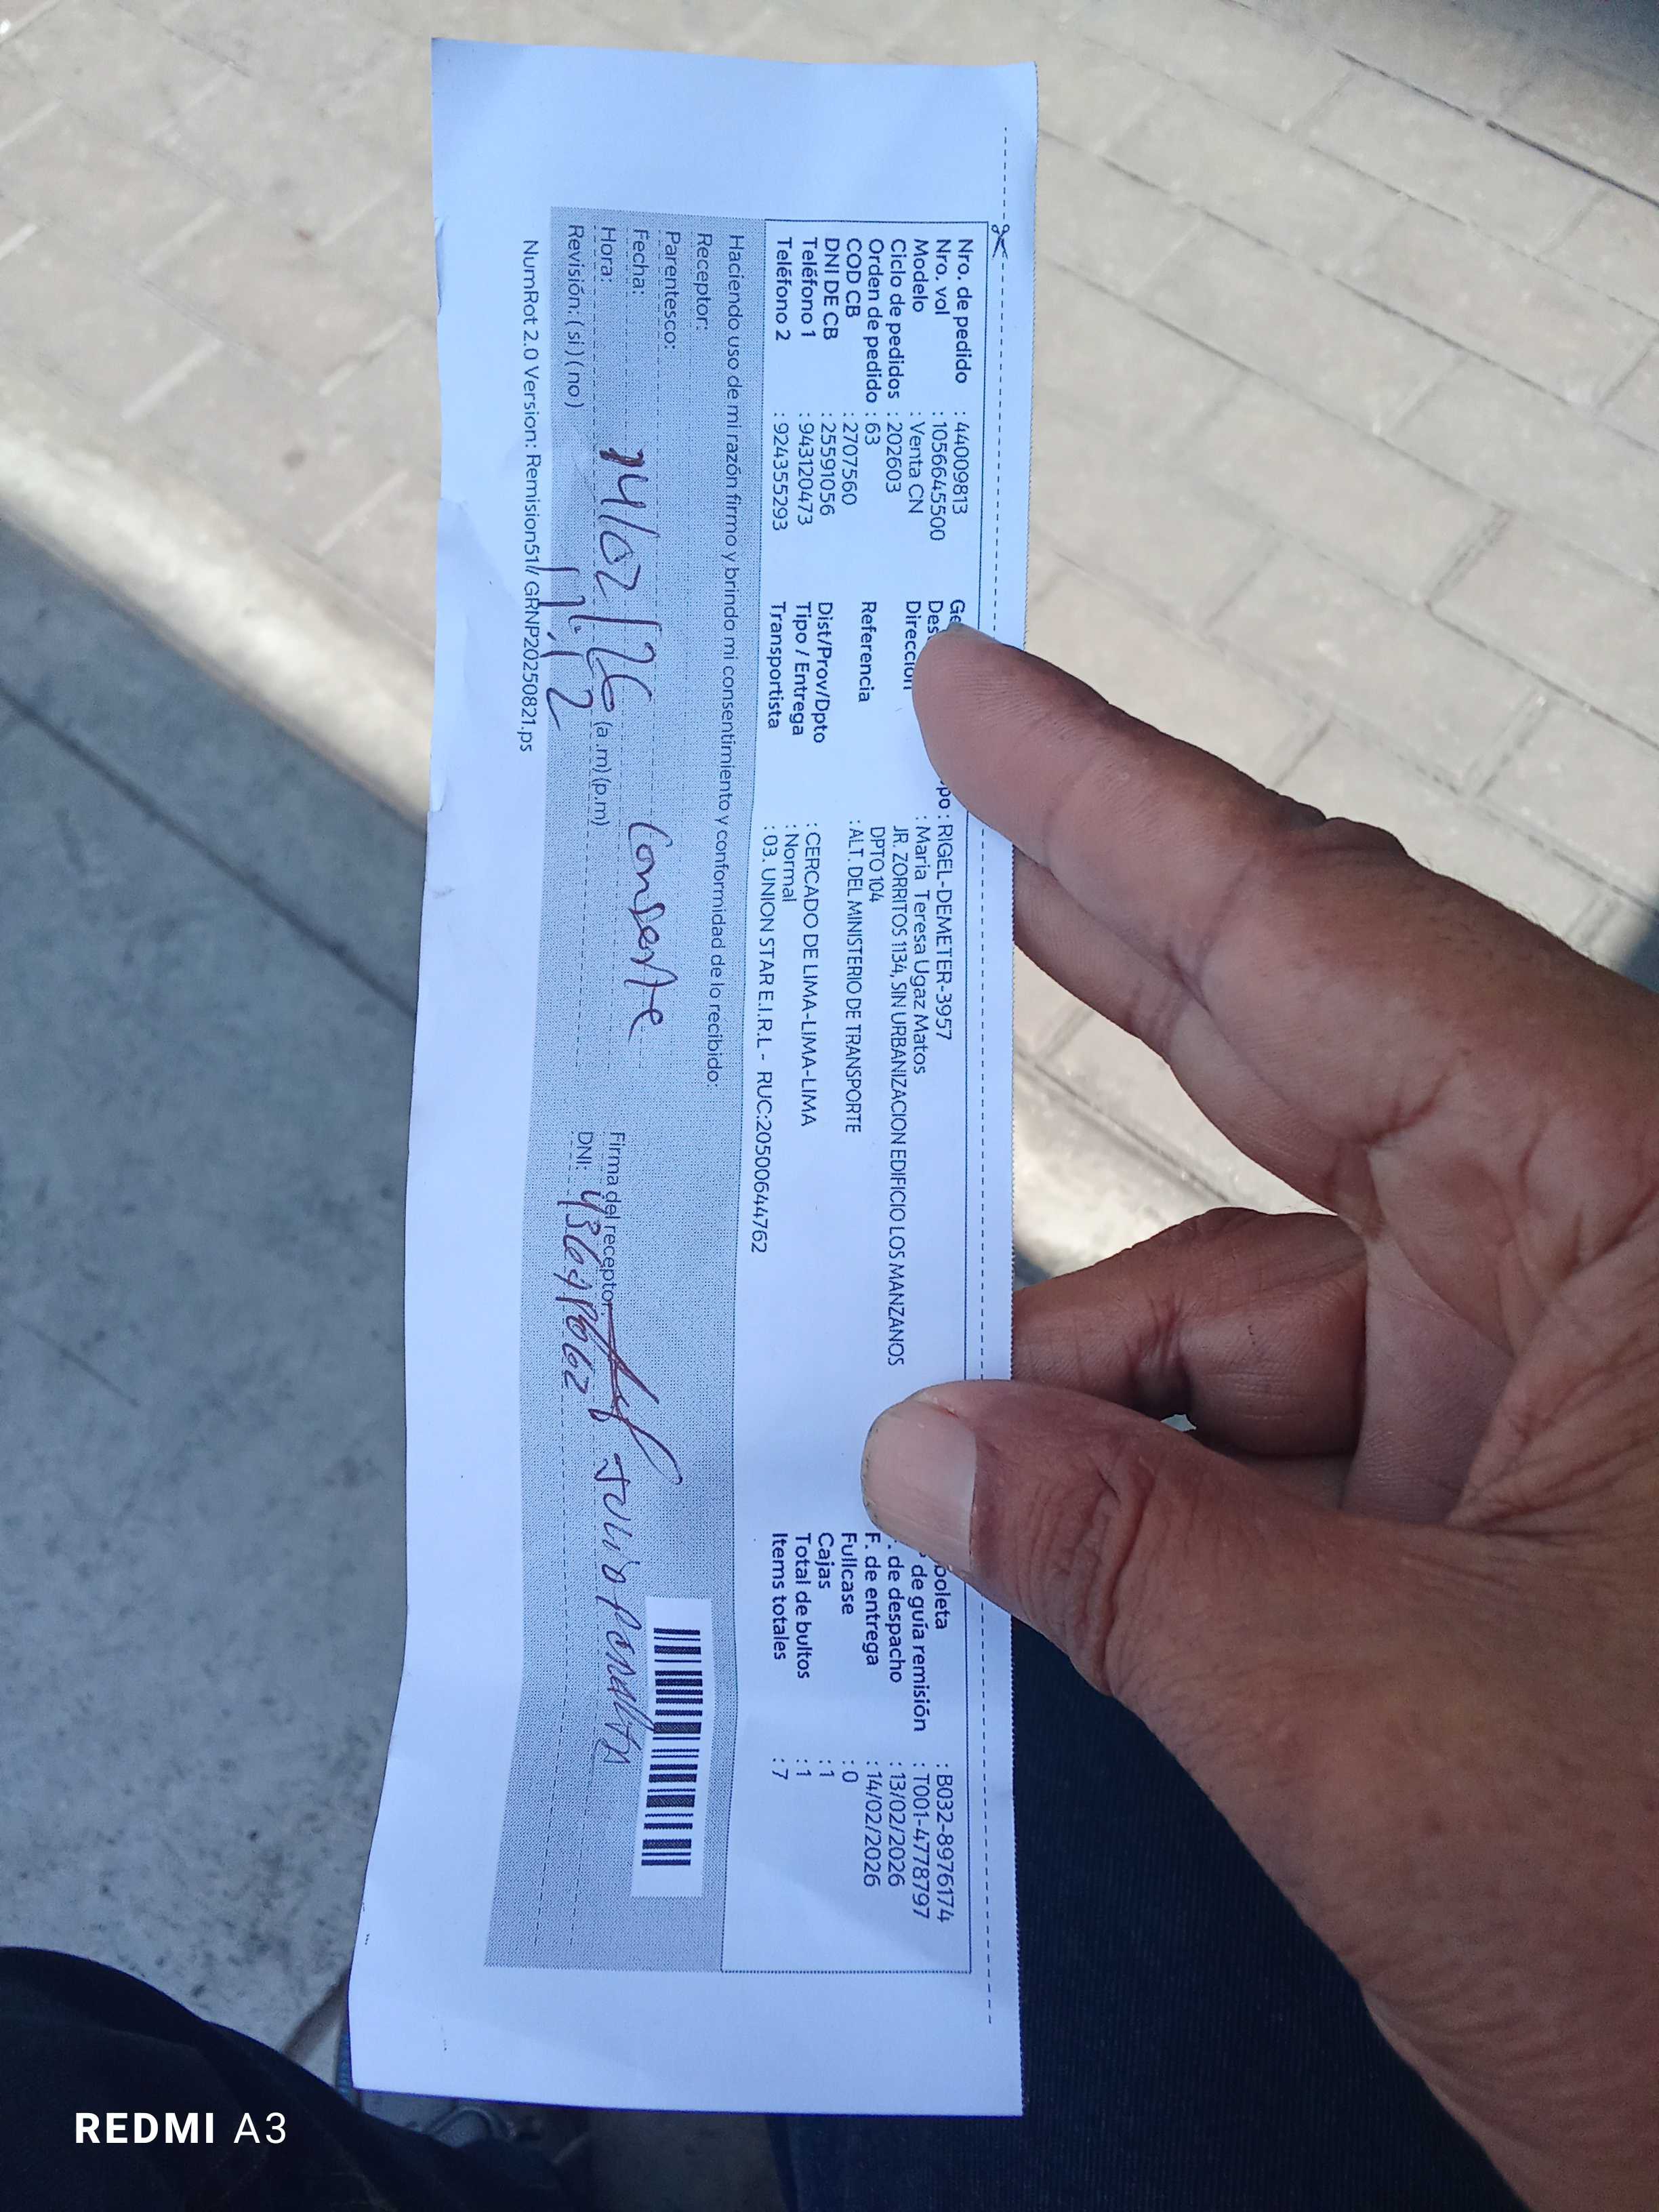 Nro. de pedido : 44009813
Nro. vol : 1056645500
Modelo : Venta CN
Ciclo de pedidos : 202603
Orden de pedido : 63
COD CB : 2707560
DNI DE CB : 25591056
Teléfono 1 : 943120473
Teléfono 2 : 924355293
: RIGEL-DEMETER-3957
: Maria Teresa Ugaz Matos
Dirección JR. ZORRITOS 1134, SIN URBANIZACION EDIFICIO LOS MANZANOS
DPTO 104
Referencia : ALT. DEL MINISTERIO DE TRANSPORTE
Dist/Prov/Dpto : CERCADO DE LIMA-LIMA-LIMA
Tipo / Entrega : Normal
Transportista : 03. UNION STAR E.I.R.L - RUC:20500644762
boleta : B032-8976174
de guía remisión : T001-4778797
. de despacho : 13/02/2026
F. de entrega : 14/02/2026
Fullcase : 0
Cajas : 1
Total de bultos : 1
Items totales : 7
Haciendo uso de mi razón firmo y brindo mi consentimiento y conformidad de lo recibido:
Receptor:
Parentesco: Conserte
Fecha: 14/02/26
Hora: 11:12 (a.m) (p.m)
Revisión: ( si ) ( no )
Firma del receptor: Julio Peralta
DNI:
NumRot 2.0 Version: Remision51// GRNP20250821.ps
REDMI A3